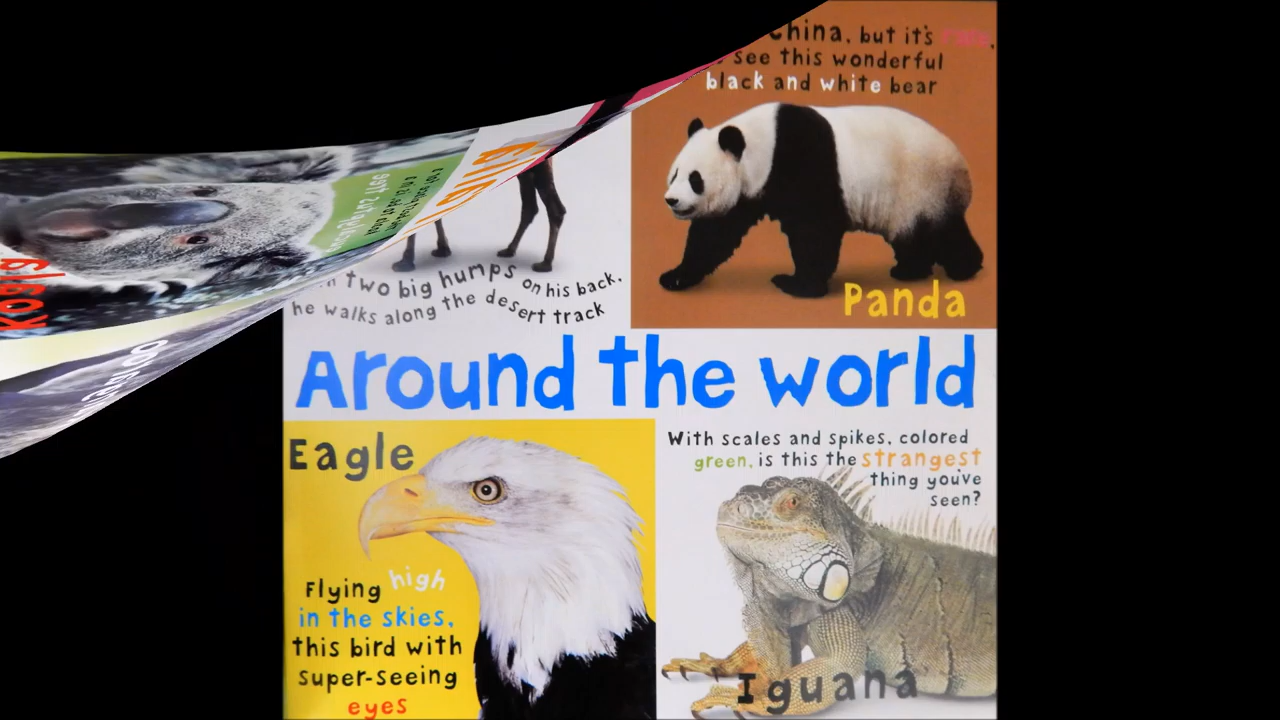 China, but it's rare,
see this wonderful
black and white bear
Panda
two big humps on his back,
he walks along the desert track
Around the world
Eagle
Flying high
in the skies,
this bird with
super-seeing
eyes
With scales and spikes, colored
green, is this the strangest
thing you've
seen?
Iguana
Koala